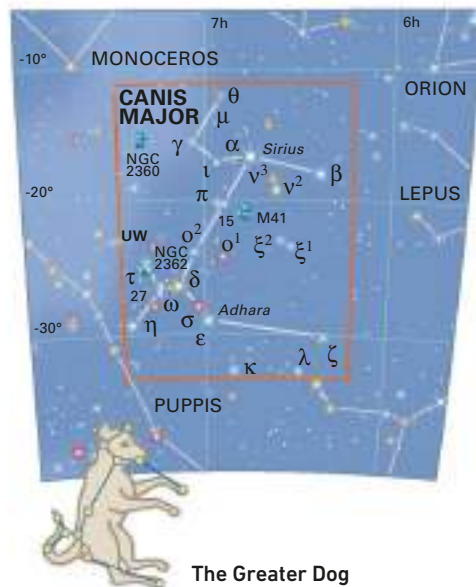 7h
6h
-10°
MONOCEROS
ORION
CANIS
MAJOR
θ
μ
γ
α
Sirius
NGC
2360
ι
ν³
ν²
β
π
-20°
LEPUS
15
M41
UW
ο²
ο¹
ξ²
ξ¹
NGC
2362
τ
δ
27
ω
σ
Adhara
η
ε
-30°
λ
ζ
κ
PUPPIS
The Greater Dog